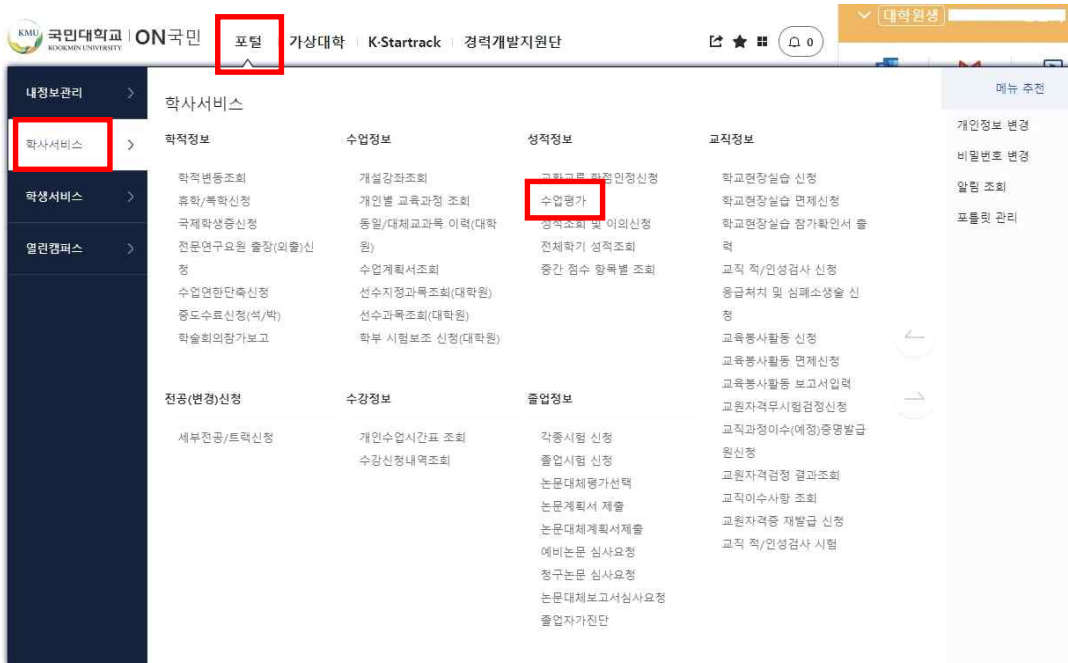 KMU 국민대학교 ON국민
KOOKMIN UNIVERSITY
포털 가상대학 K·Startrack 경력개발지원단
0
대학원생
내정보관리
학사서비스
학생서비스
열린캠퍼스
학사서비스
학적정보
학적변동조회
휴학/복학신청
국제학생증신청
전문연구요원 출장(외출)신
청
수업연한단축신청
중도수료신청(석/박)
학술회의참가보고
수업정보
개설강좌조회
개인별 교육과정 조회
동일/대체교과목 이력(대학
원)
수업계획서조회
선수지정과목조회(대학원)
선수과목조회(대학원)
학부 시험보조 신청(대학원)
성적정보
교환교류 학점인정신청
수업평가
성적조회 및 이의신청
전체학기 성적조회
중간 점수 항목별 조회
교직정보
학교현장실습 신청
학교현장실습 면제신청
학교현장실습 참가확인서 출
력
교직 적/인성검사 신청
응급처치 및 심폐소생술 신
청
교육봉사활동 신청
교육봉사활동 면제신청
교육봉사활동 보고서입력
교원자격무시험검정신청
교직과정이수(예정)증명발급
원신청
교원자격검정 결과조회
교직이수사항 조회
교원자격증 재발급 신청
교직 적/인성검사 시험
전공(변경)신청
세부전공/트랙신청
수강정보
개인수업시간표 조회
수강신청내역조회
졸업정보
각종시험 신청
졸업시험 신청
논문대체평가선택
논문계획서 제출
논문대체계획서제출
예비논문 심사요청
청구논문 심사요청
논문대체보고서심사요청
졸업자가진단
메뉴 추천
개인정보 변경
비밀번호 변경
알림 조회
포틀릿 관리